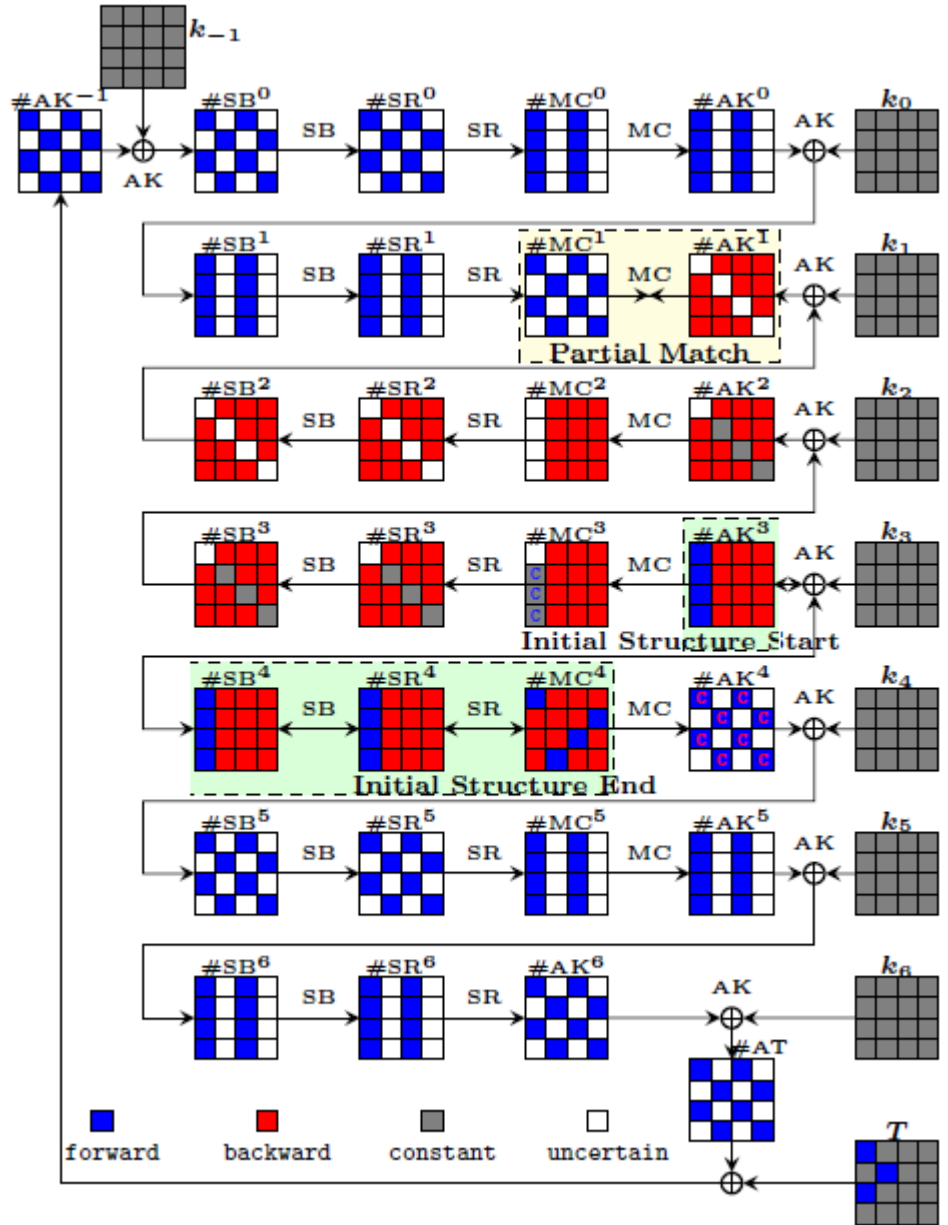 k₋₁
#AK⁻¹ #SB⁰ #SR⁰ #MC⁰ #AK⁰ k₀
SB SR MC AK
AK
#SB¹ #SR¹ #MC¹ #AK¹ k₁
SB SR MC AK
Partial Match
#SB² #SR² #MC² #AK² k₂
SB SR MC AK
#SB³ #SR³ #MC³ #AK³ k₃
SB SR MC AK
C
C
C
Initial Structure Start
#SB⁴ #SR⁴ #MC⁴ #AK⁴ k₄
SB SR MC AK
C C
C C
C C
C C
Initial Structure End
#SB⁵ #SR⁵ #MC⁵ #AK⁵ k₅
SB SR MC AK
#SB⁶ #SR⁶ #AK⁶ k₆
SB SR AK
#AT
forward backward constant uncertain
T